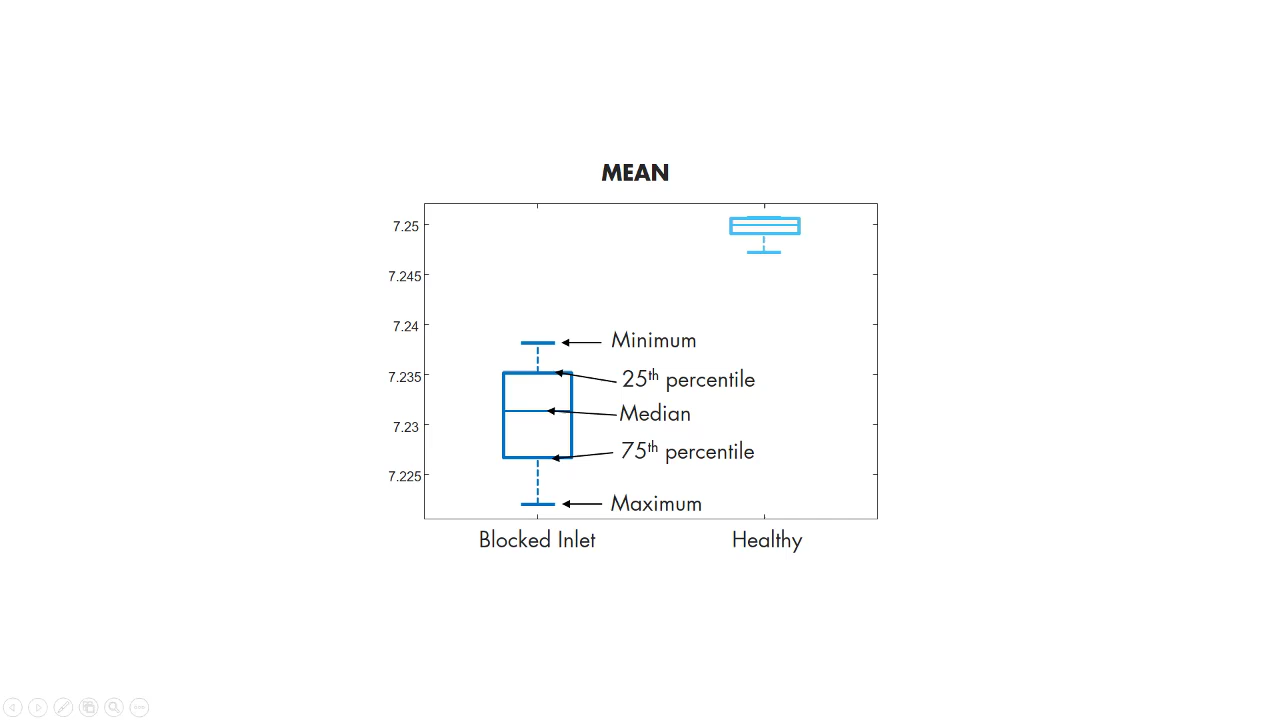 MEAN
7.25
7.245
7.24
7.235
7.23
7.225
Minimum
25th percentile
Median
75th percentile
Maximum
Blocked Inlet
Healthy